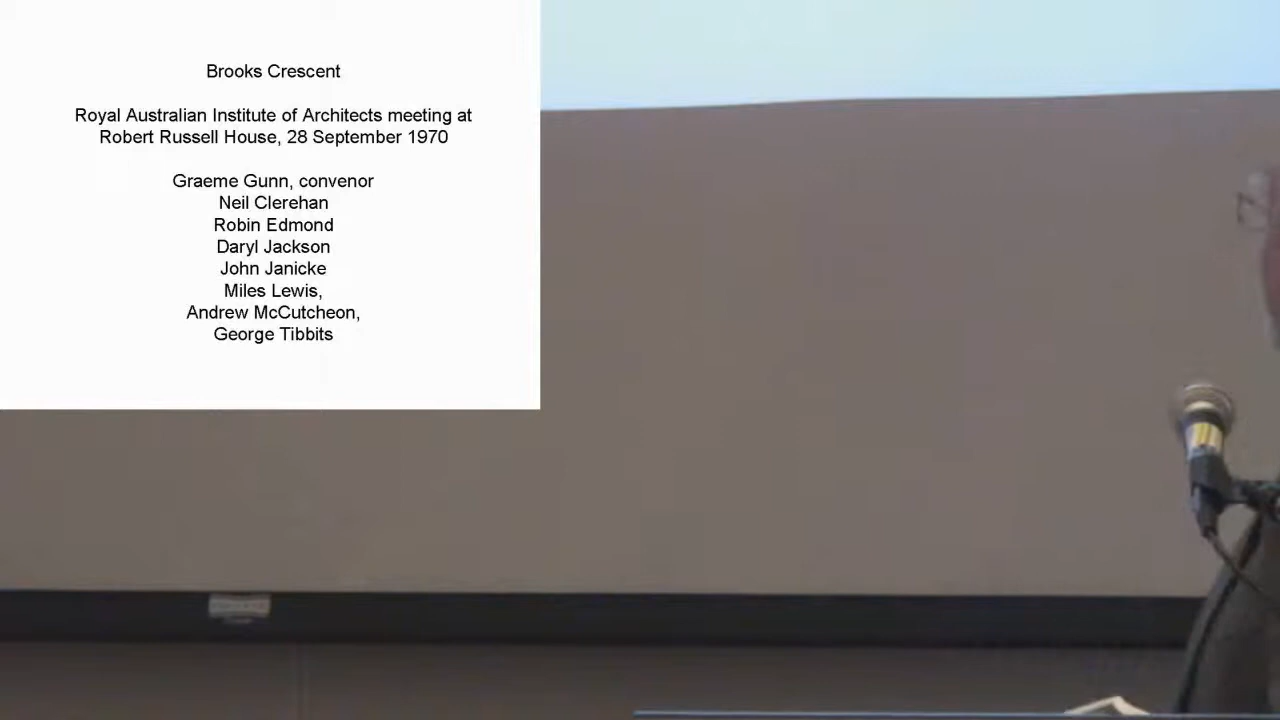 Brooks Crescent
Royal Australian Institute of Architects meeting at
Robert Russell House, 28 September 1970
Graeme Gunn, convenor
Neil Clerehan
Robin Edmond
Daryl Jackson
John Janicke
Miles Lewis,
Andrew McCutcheon,
George Tibbits